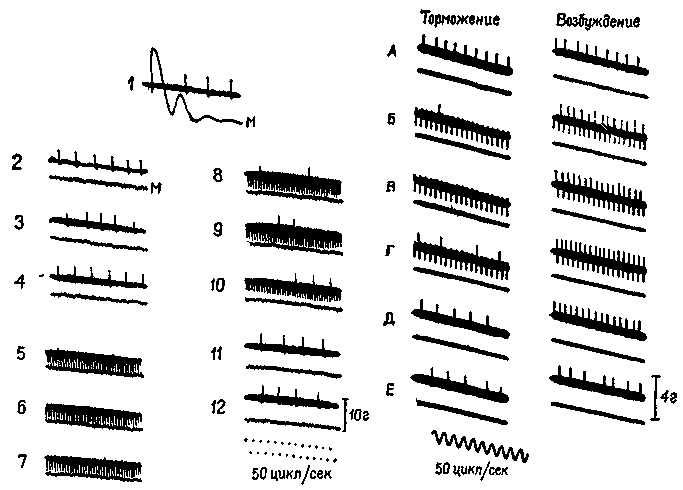 Торможение Возбуждение
А
1
М
Б
2
М
8
В
3
9
Г
4
10
Д
5
11
Е
6
12
10г
4г
7
50 цикл/сек
50 цикл/сек